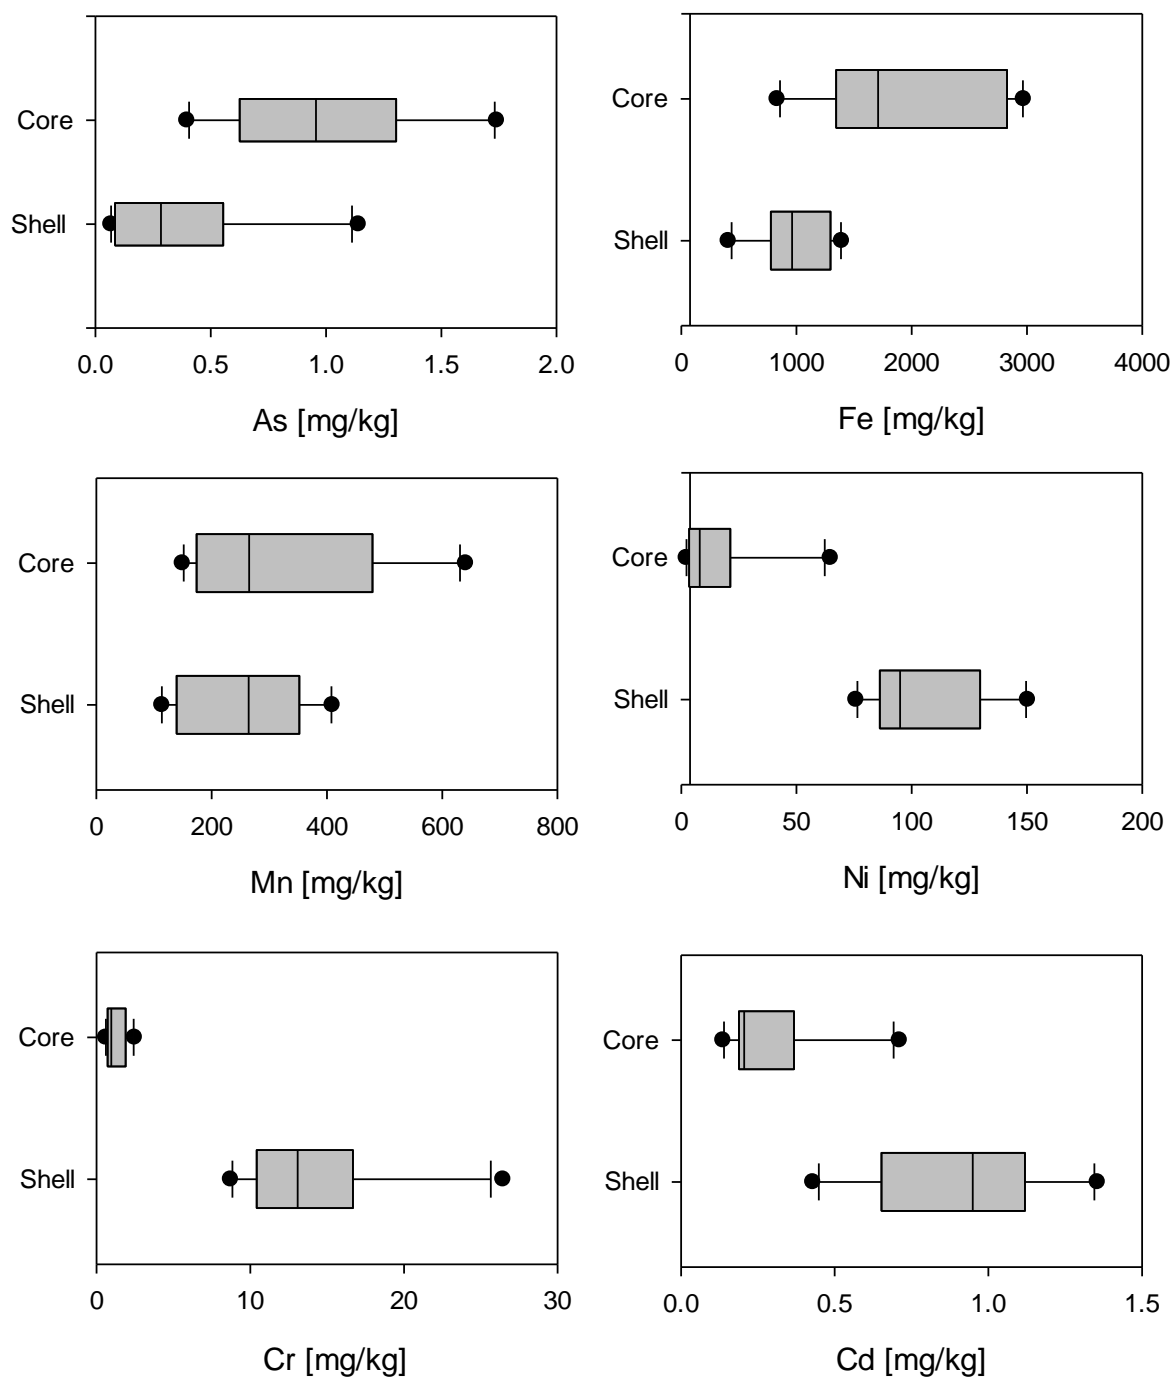 Core
Shell
0.0 0.5 1.0 1.5 2.0
As [mg/kg]
Core
Shell
0 1000 2000 3000 4000
Fe [mg/kg]
Core
Shell
0 200 400 600 800
Mn [mg/kg]
Core
Shell
0 50 100 150 200
Ni [mg/kg]
Core
Shell
0 10 20 30
Cr [mg/kg]
Core
Shell
0.0 0.5 1.0 1.5
Cd [mg/kg]